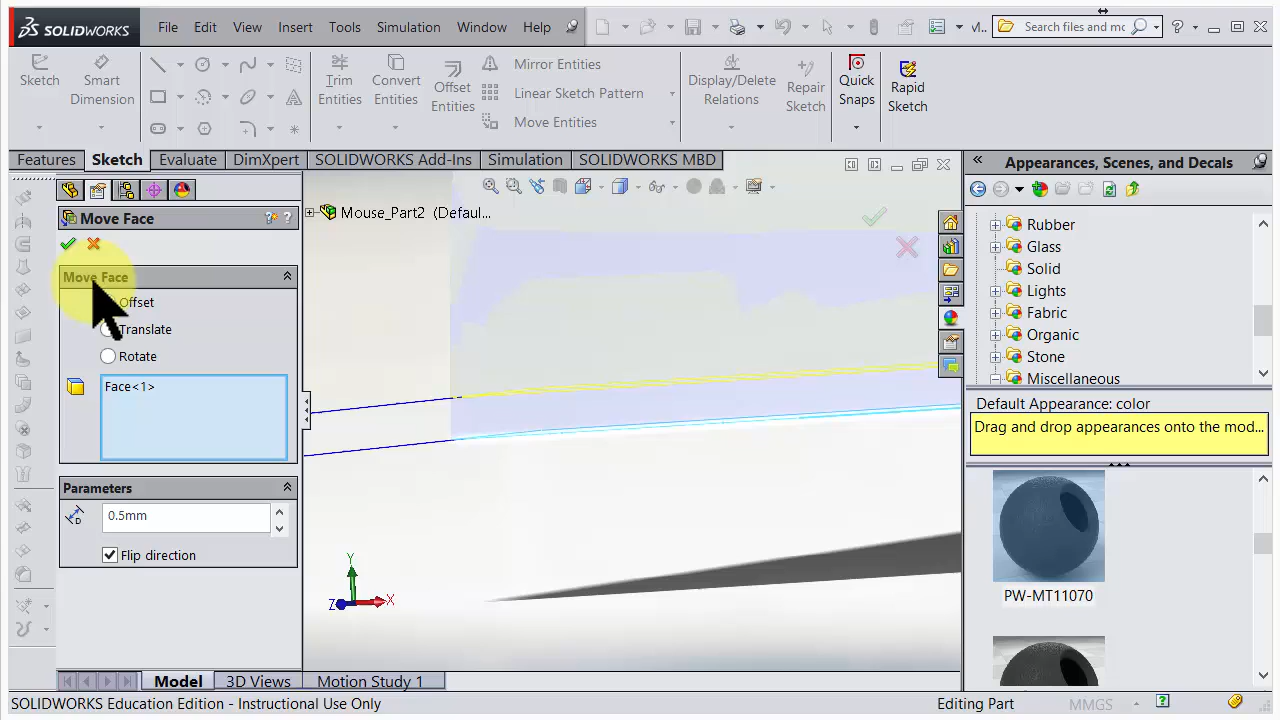 SOLIDWORKS File Edit View Insert Tools Simulation Window Help Search files and mc
Sketch
Smart Dimension
Trim Entities
Convert Entities
Offset Entities
Mirror Entities
Linear Sketch Pattern
Move Entities
Display/Delete Relations
Repair Sketch
Quick Snaps
Rapid Sketch
Features Sketch Evaluate DimXpert SOLIDWORKS Add-Ins Simulation SOLIDWORKS MBD
Move Face
Move Face
Offset
Translate
Rotate
Face<1>
Parameters
0.5mm
Flip direction
Mouse_Part2 (Defaul...
Y
Z
X
Appearances, Scenes, and Decals
Rubber
Glass
Solid
Lights
Fabric
Organic
Stone
Miscellaneous
Default Appearance: color
Drag and drop appearances onto the mod...
PW-MT11070
Model 3D Views Motion Study 1
SOLIDWORKS Education Edition - Instructional Use Only Editing Part MMGS